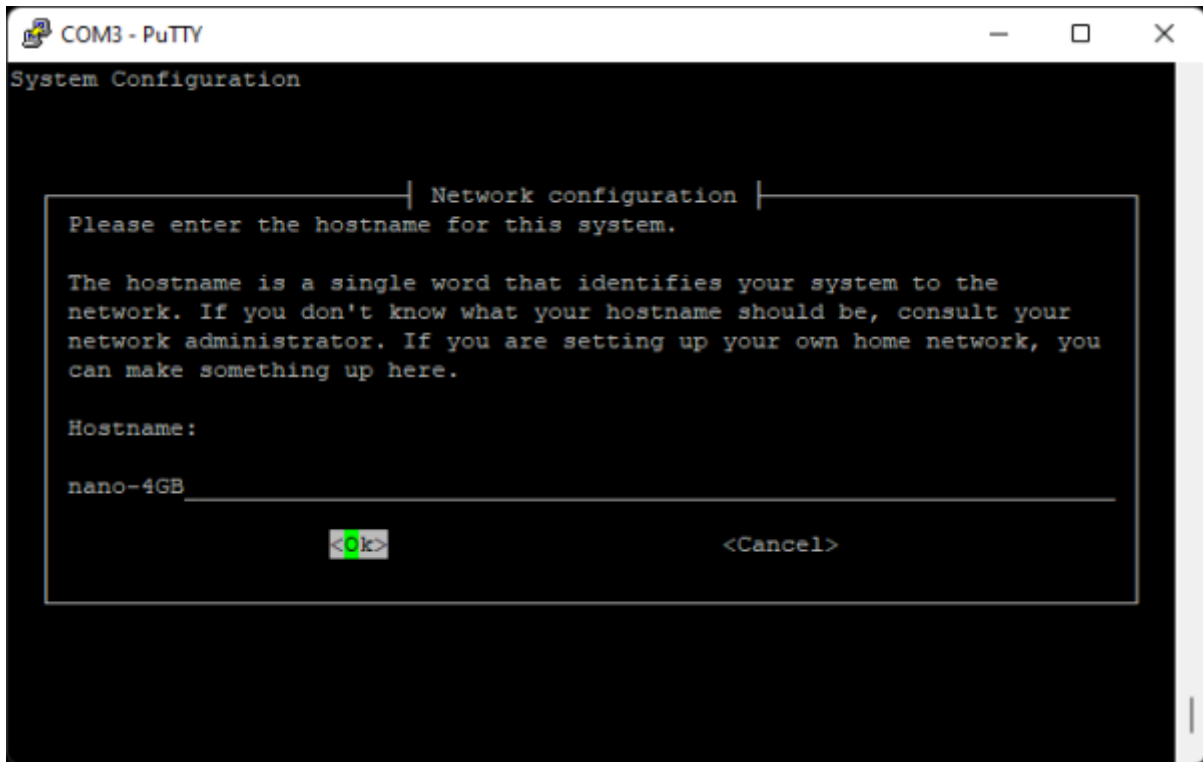 COM3 - PuTTY
System Configuration
Network configuration
Please enter the hostname for this system.
The hostname is a single word that identifies your system to the
network. If you don't know what your hostname should be, consult your
network administrator. If you are setting up your own home network, you
can make something up here.
Hostname:
nano-4GB
<Ok> <Cancel>